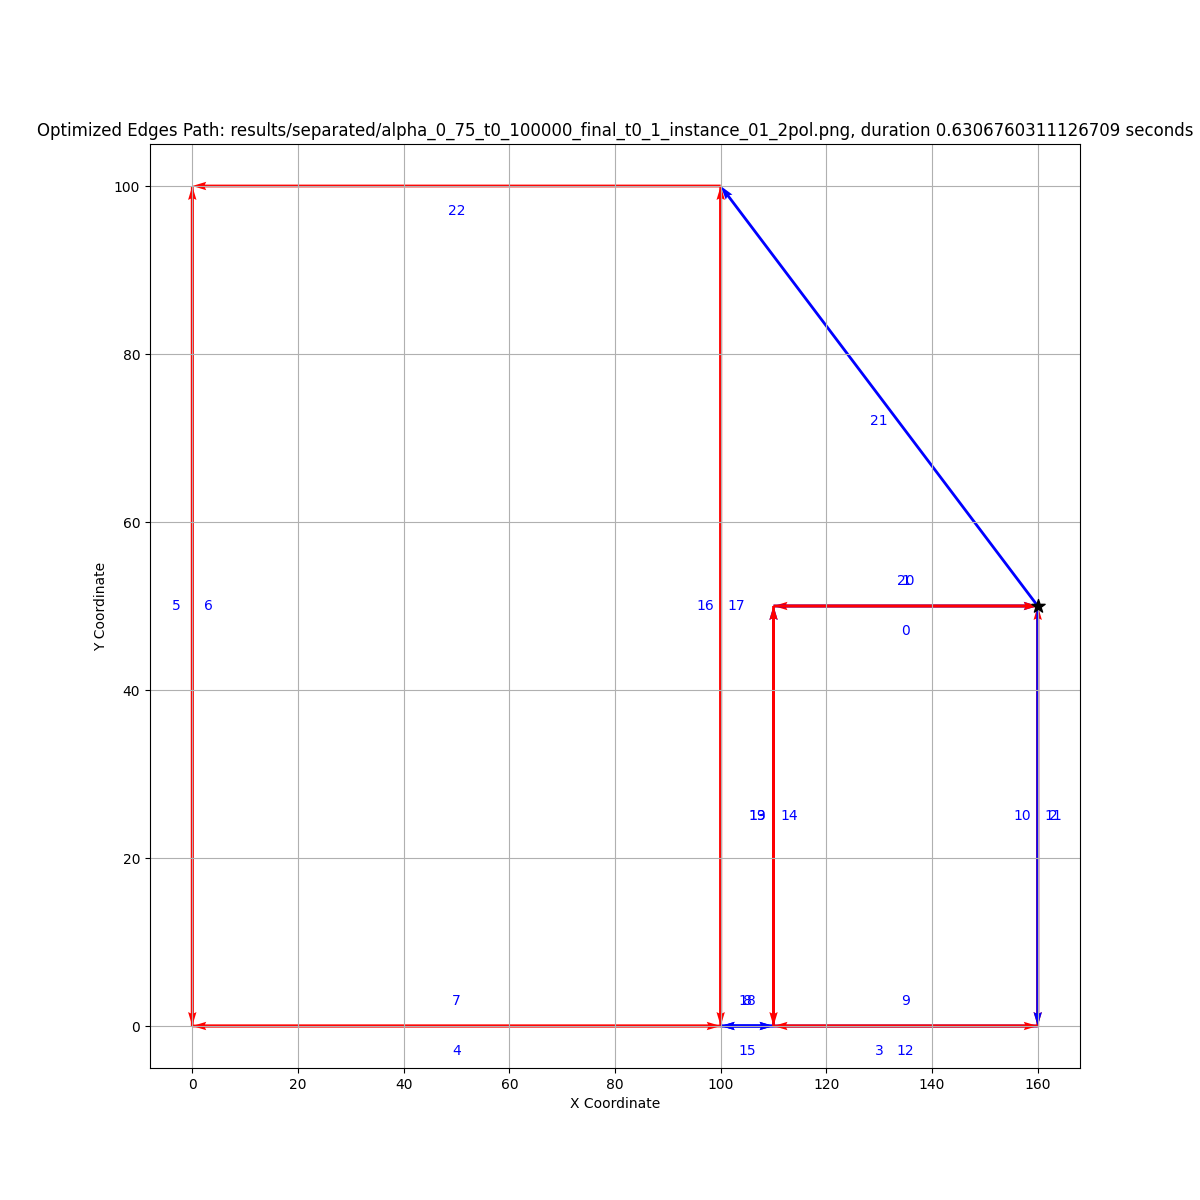 Optimized Edges Path: results/separated/alpha_0_75_t0_100000_final_t0_1_instance_01_2pol.png, duration 0.6306760311126709 seconds
100
22
80
21
60
20
5 6 16 17
0
40
10
14
20
7 9
0
4 15 3 12
0 20 40 60 80 100 120 140 160
X Coordinate
Y Coordinate